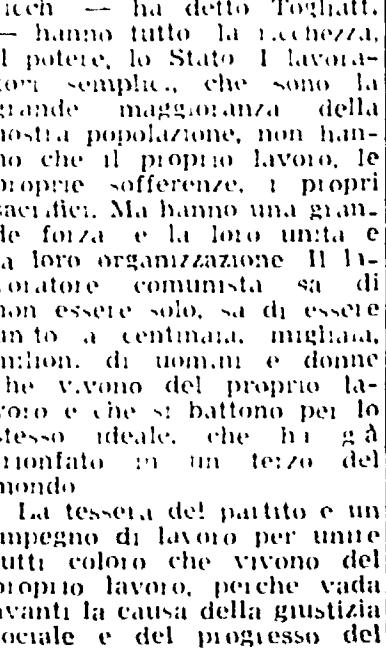 — ha detto Togliatti,
— hanno tutto la ricchezza,
il potere, lo Stato I lavora-
tori semplici, che sono la
grande maggioranza della
nostra popolazione, non han-
no che il proprio lavoro, le
proprie sofferenze, i propri
sacrifici. Ma hanno una gran-
de forza e la loro unita e
la loro organizzazione Il la-
voratore comunista sa di
non essere solo, sa di essere
unito a centinaia, migliaia,
milioni di uomini e donne
che vivono del proprio la-
voro e che si battono per lo
stesso ideale, che ha già
trionfato in un terzo del
mondo
La tessera del partito e un
impegno di lavoro per unire
tutti coloro che vivono del
proprio lavoro, perche vada
avanti la causa della giustizia
sociale e del progresso del